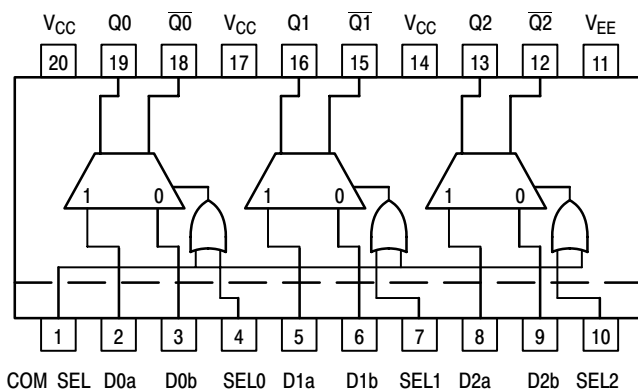 VCC Q0 Q0 VCC Q1 Q1 VCC Q2 Q2 VEE
20 19 18 17 16 15 14 13 12 11
1 0 1 0 1 0
1 2 3 4 5 6 7 8 9 10
COM SEL D0a D0b SEL0 D1a D1b SEL1 D2a D2b SEL2